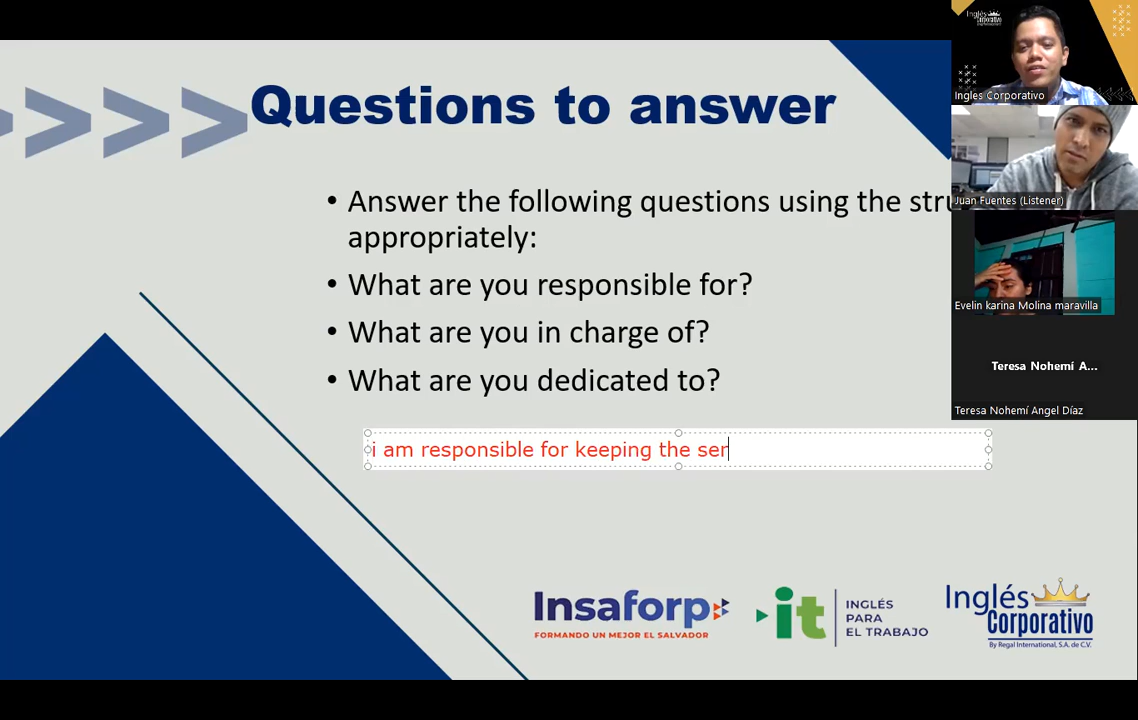 Questions to answer
• Answer the following questions using the stru
appropriately:
• What are you responsible for?
• What are you in charge of?
• What are you dedicated to?
i am responsible for keeping the ser
Insaforp
FORMANDO UN MEJOR EL SALVADOR
it
INGLÉS
PARA
EL TRABAJO
Inglés
Corporativo
By Regal International, S.A. de C.V.
Inglés
Corporativo
Ingles Corporativo
Juan Fuentes (Listener)
Evelin karina Molina maravilla
Teresa Nohemí A...
Teresa Nohemí Angel Díaz